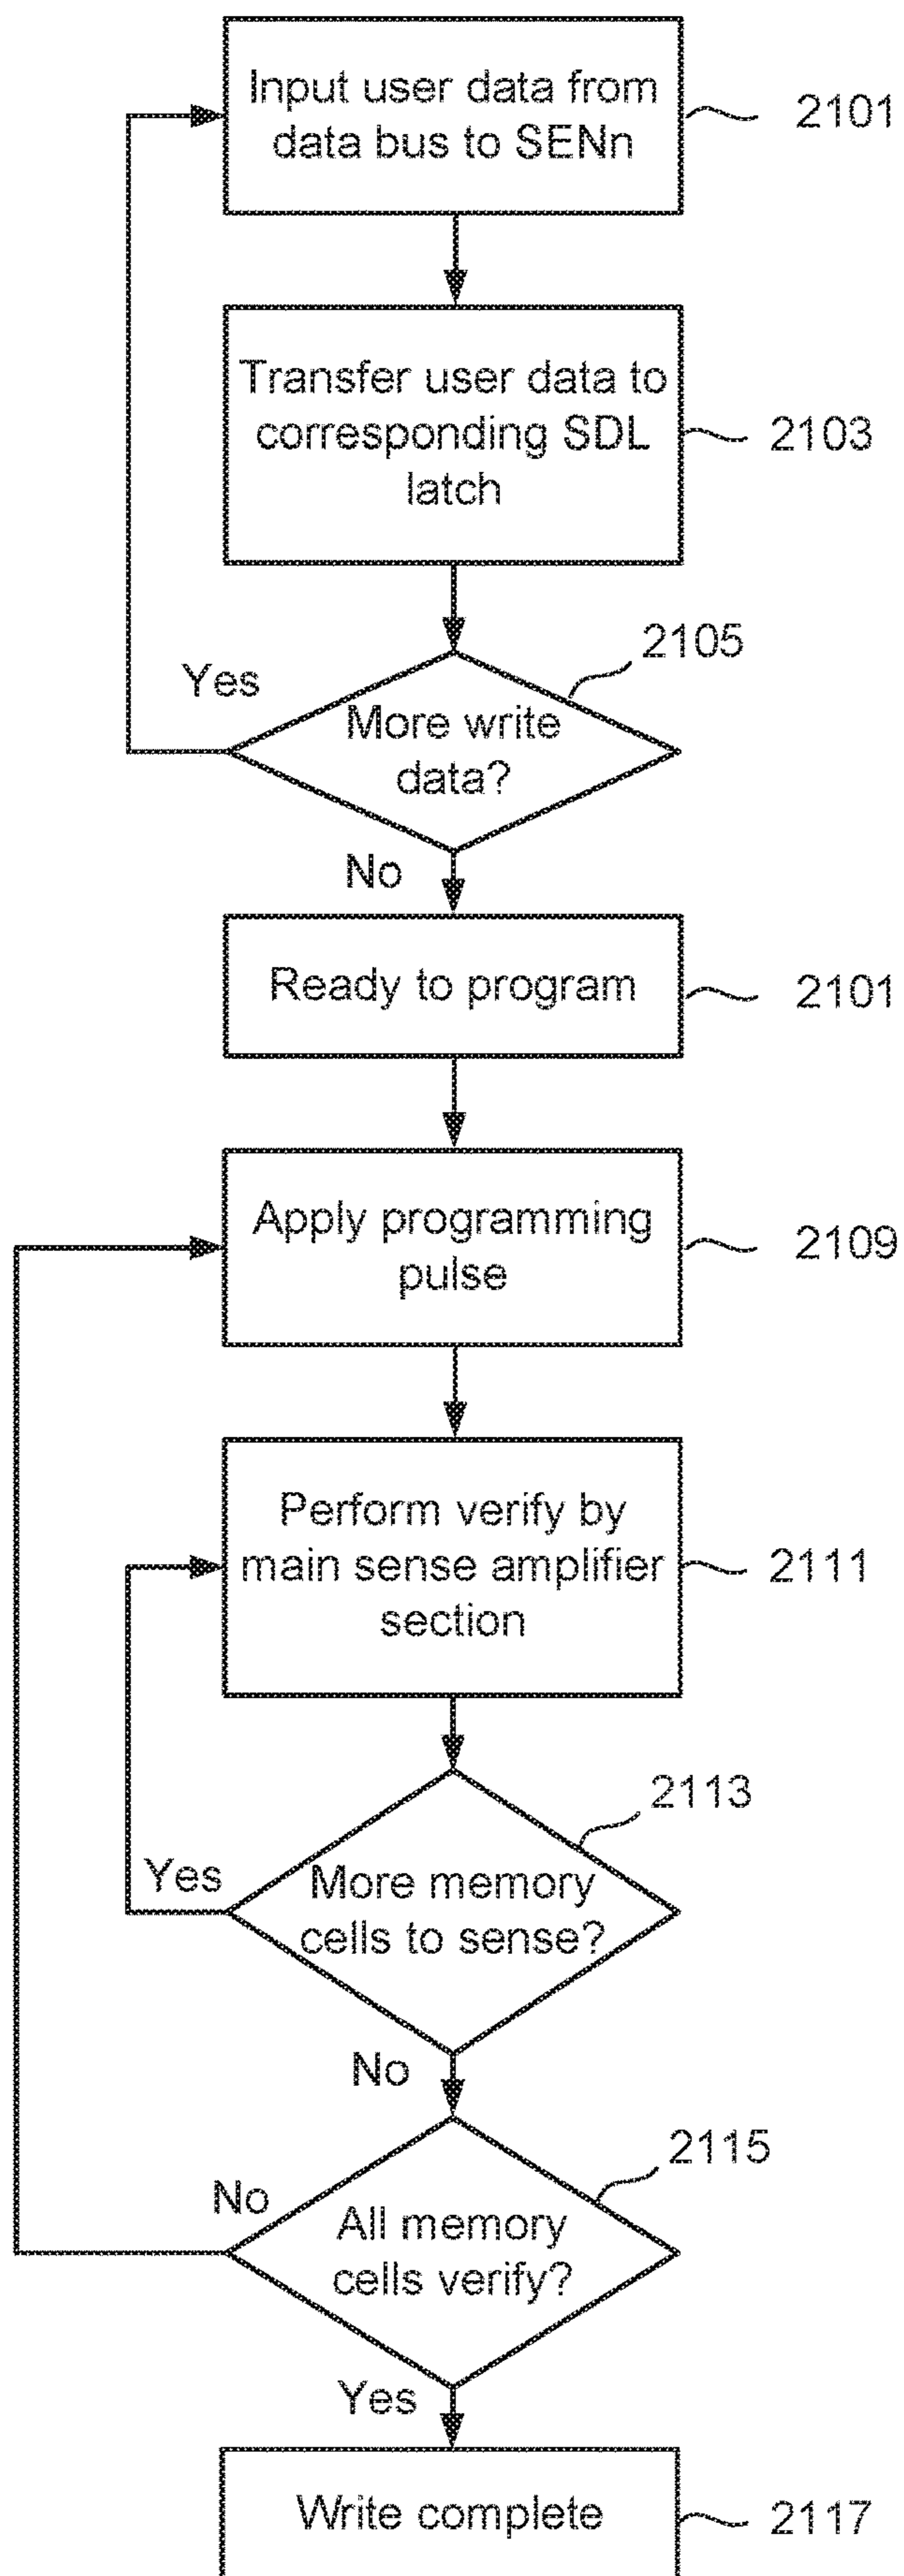 Input user data from
data bus to SENn
2101
Transfer user data to
corresponding SDL
latch
2103
2105
Yes
More write
data?
No
Ready to program
2101
Apply programming
pulse
2109
Perform verify by
main sense amplifier
section
2111
2113
Yes
More memory
cells to sense?
No
2115
No
All memory
cells verify?
Yes
Write complete
2117